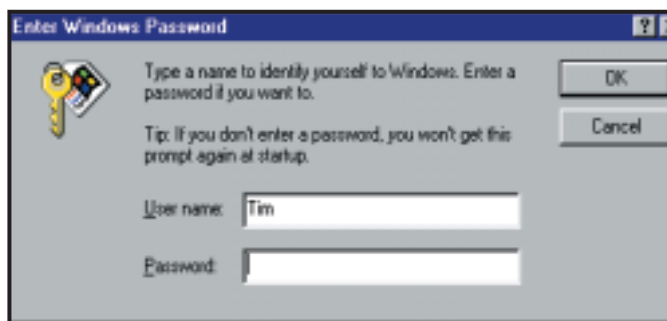 Enter Windows Password
Type a name to identify yourself to Windows. Enter a
password if you want to.
OK
Tip: If you don't enter a password, you won't get this
prompt again at startup.
Cancel
User name: Tim
Password: